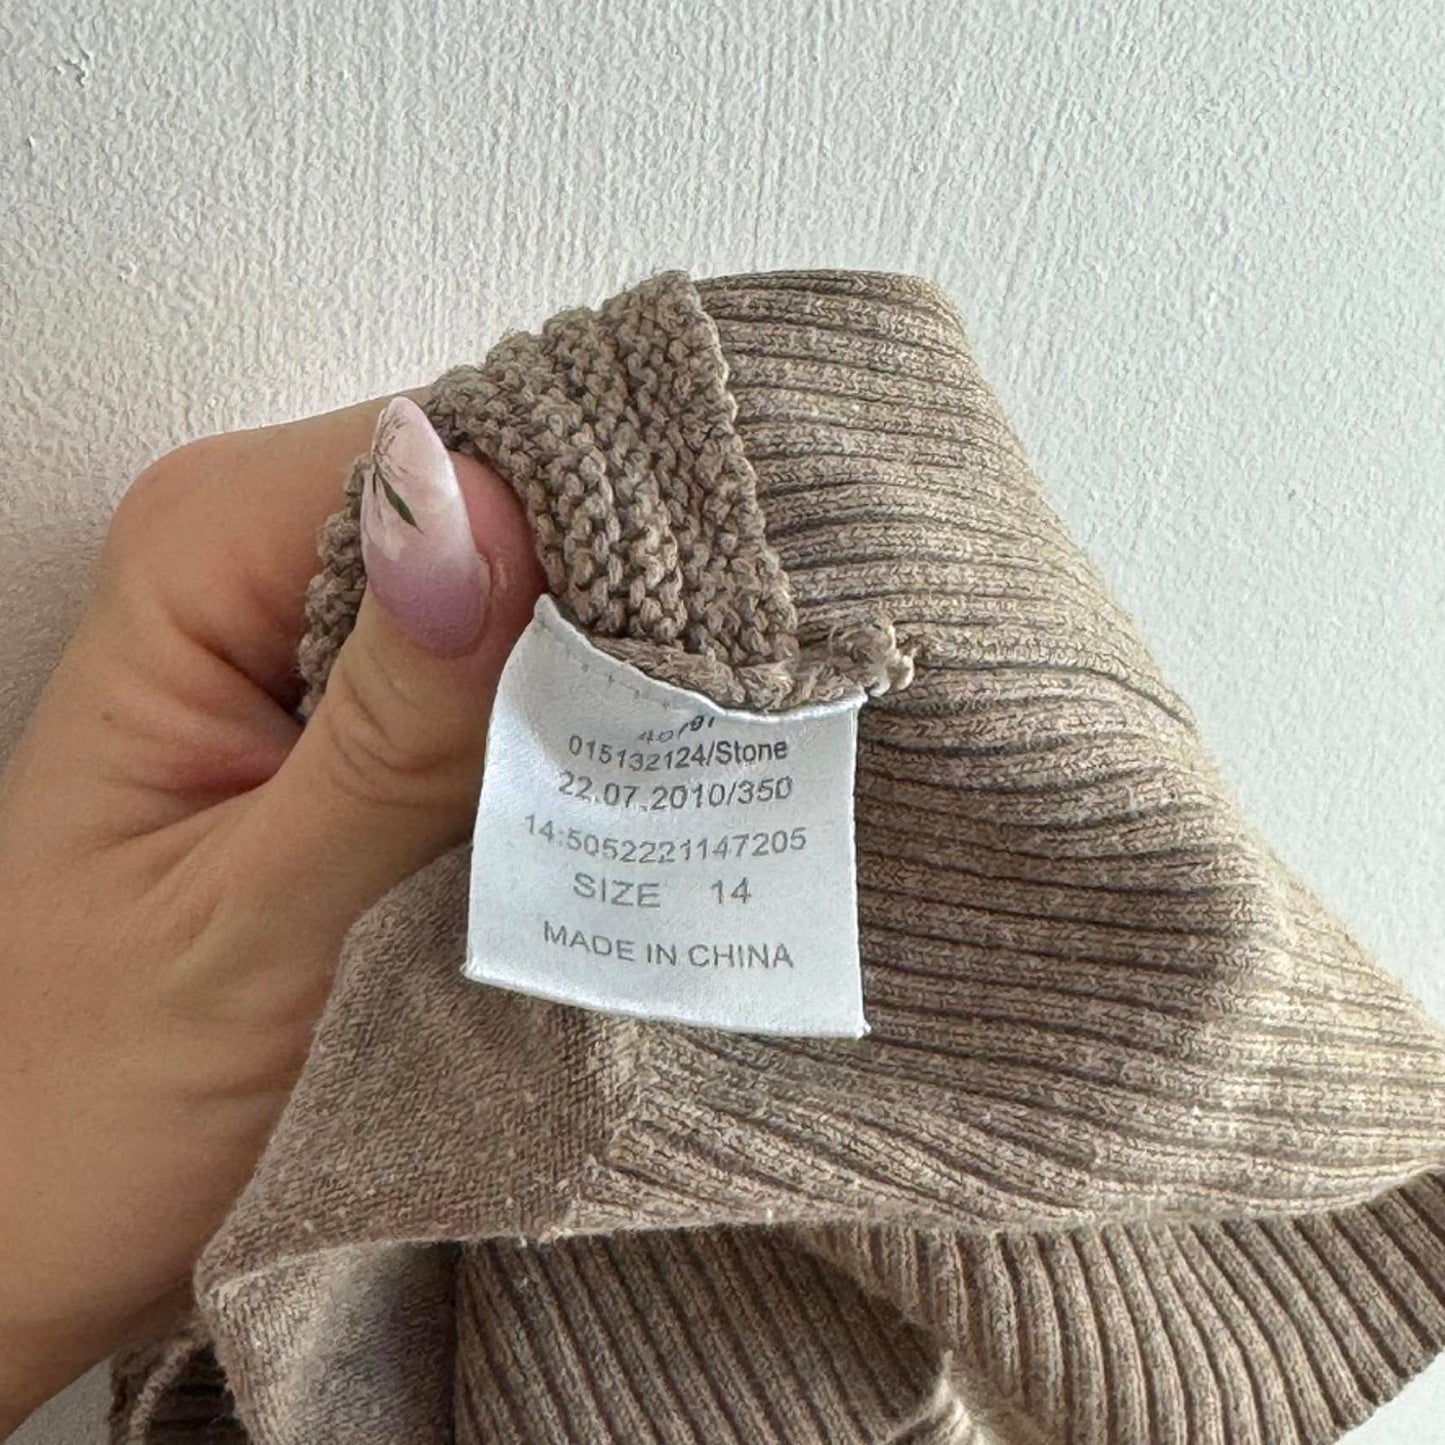 015132124/Stone
22.07.2010/350
14:5052221147205
SIZE 14
MADE IN CHINA